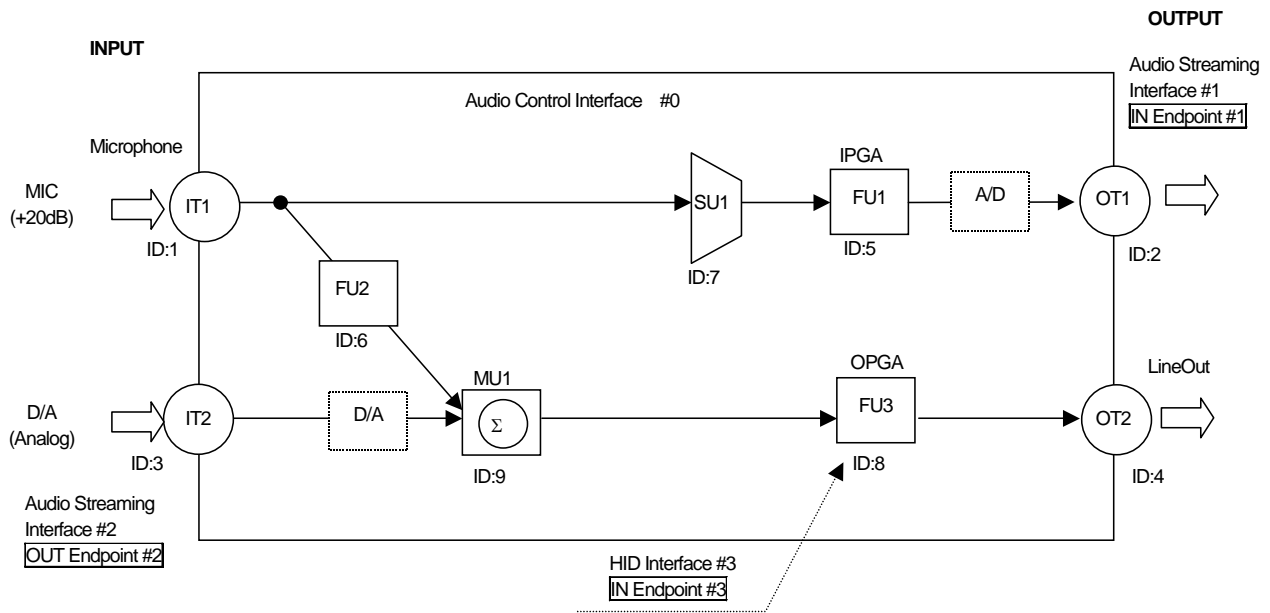 INPUT
OUTPUT
Audio Streaming
Interface #1
IN Endpoint #1
Audio Control Interface #0
Microphone
MIC
(+20dB)
IT1
ID:1
SU1
ID:7
IPGA
FU1
ID:5
A/D
OT1
ID:2
FU2
ID:6
D/A
(Analog)
IT2
ID:3
D/A
MU1
Σ
ID:9
OPGA
FU3
ID:8
LineOut
OT2
ID:4
Audio Streaming
Interface #2
OUT Endpoint #2
HID Interface #3
IN Endpoint #3